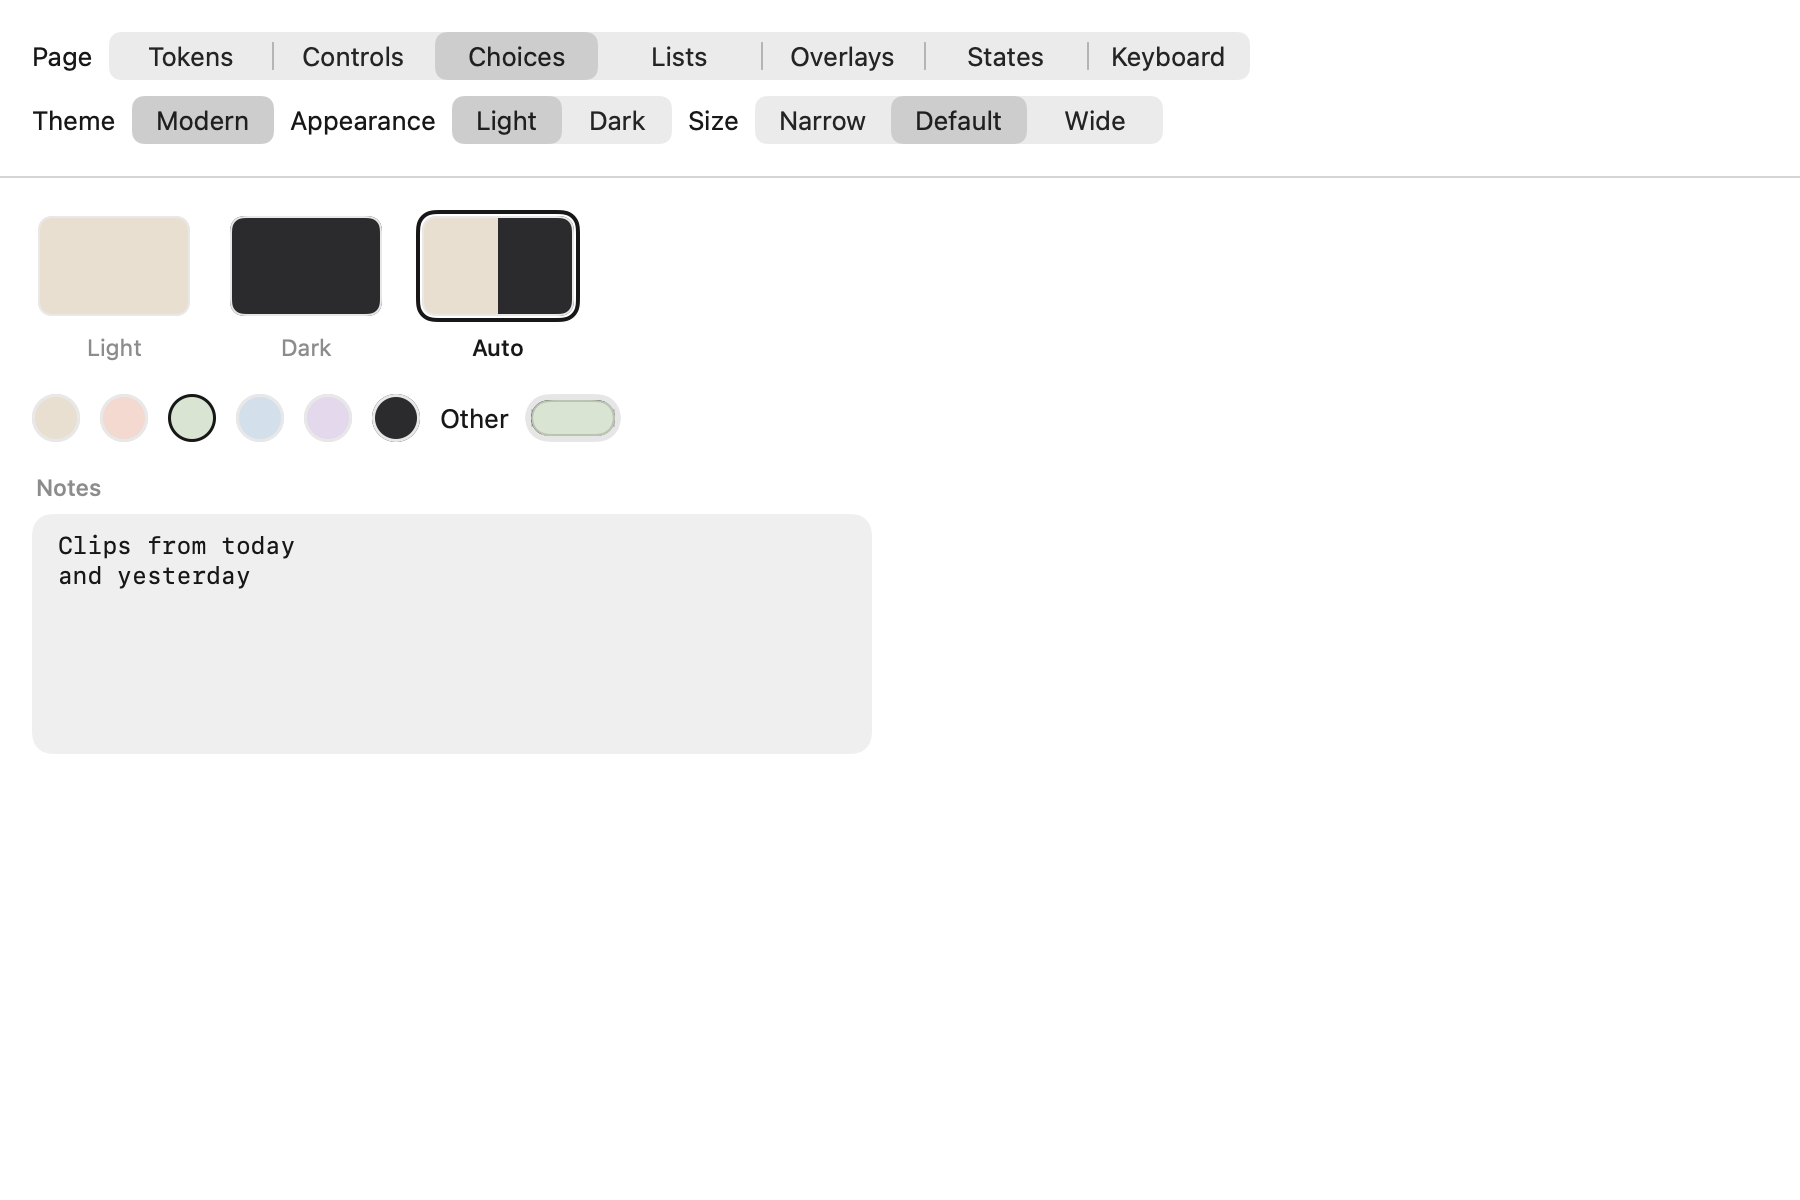 Page Tokens Controls Choices Lists Overlays States Keyboard
Theme Modern Appearance Light Dark Size Narrow Default Wide
Light Dark Auto
Other
Notes
Clips from today
and yesterday